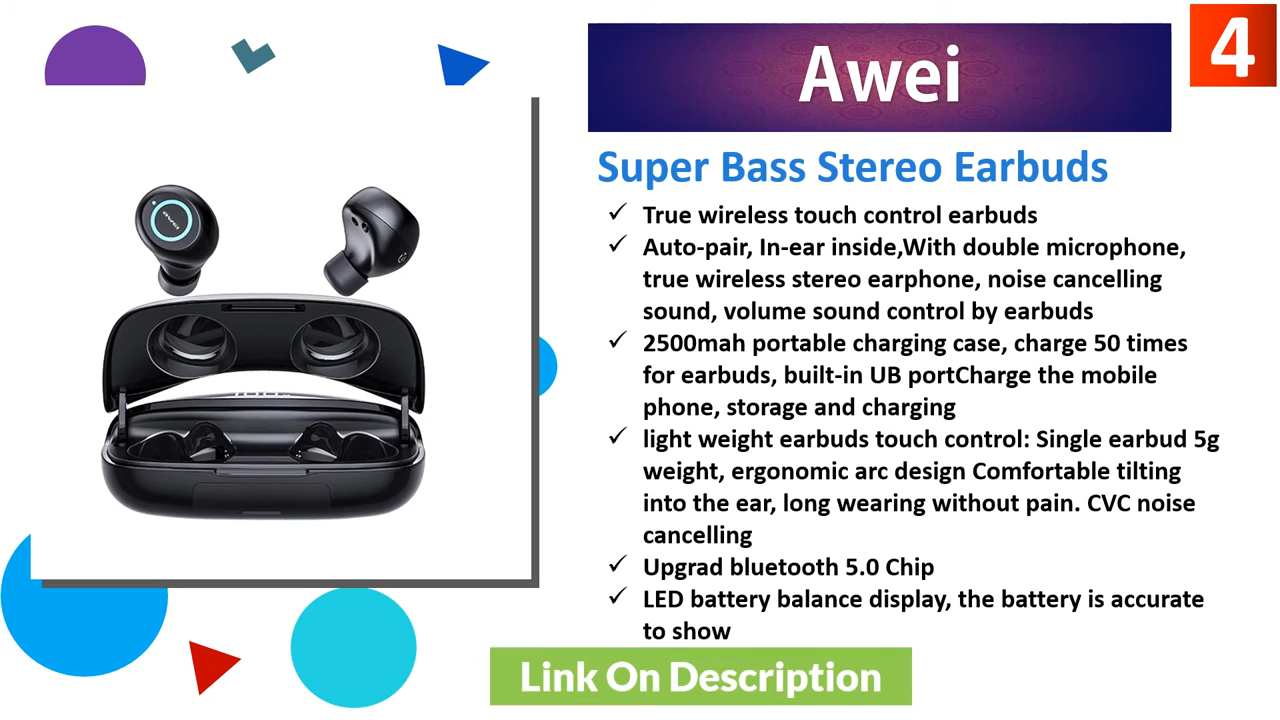 Awei
4
Super Bass Stereo Earbuds
True wireless touch control earbuds
Auto-pair, In-ear inside,With double microphone,
true wireless stereo earphone, noise cancelling
sound, volume sound control by earbuds
2500mah portable charging case, charge 50 times
for earbuds, built-in UB portCharge the mobile
phone, storage and charging
light weight earbuds touch control: Single earbud 5g
weight, ergonomic arc design Comfortable tilting
into the ear, long wearing without pain. CVC noise
cancelling
Upgrad bluetooth 5.0 Chip
LED battery balance display, the battery is accurate
to show
Link On Description